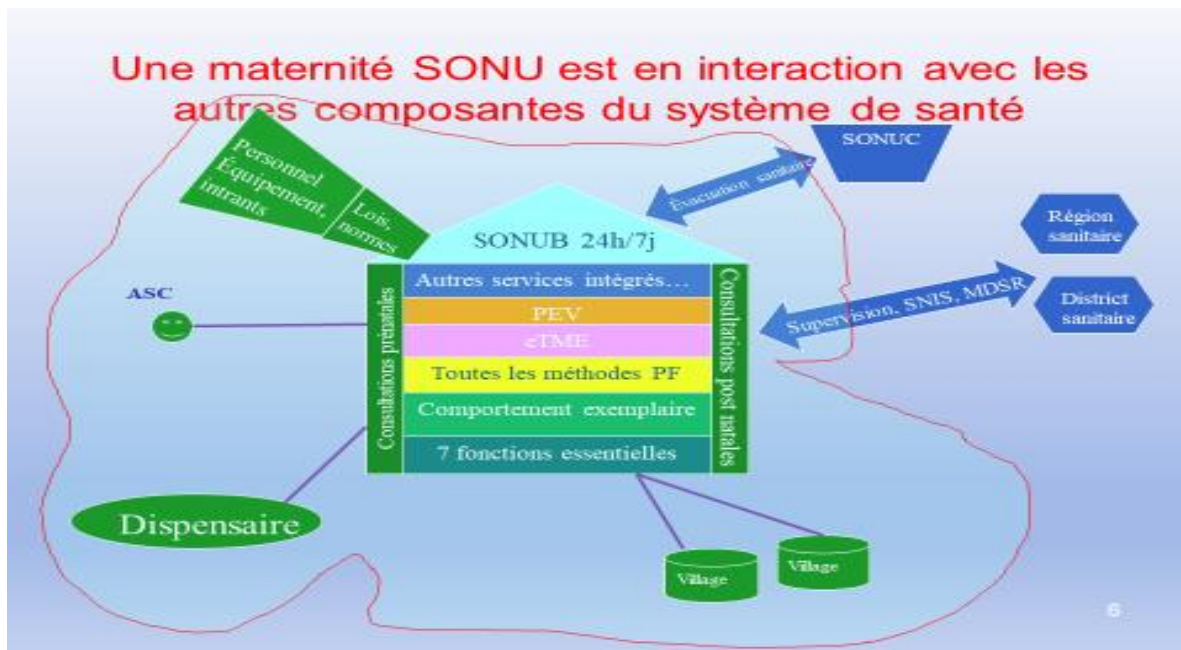 Une maternité SONU est en interaction avec les
autres composantes du système de santé
Personnel
Équipement,
intrants
Lois,
normes
SONUC
Évacuation sanitaire
Région
sanitaire
District
sanitaire
Supervision, SNIS, MDSR
ASC
SONUB 24h/7j
Consultations prénatales
Autres services intégrés...
PEV
eTME
Toutes les méthodes PF
Comportement exemplaire
7 fonctions essentielles
Consultations post natales
Dispensaire
Village
Village
6